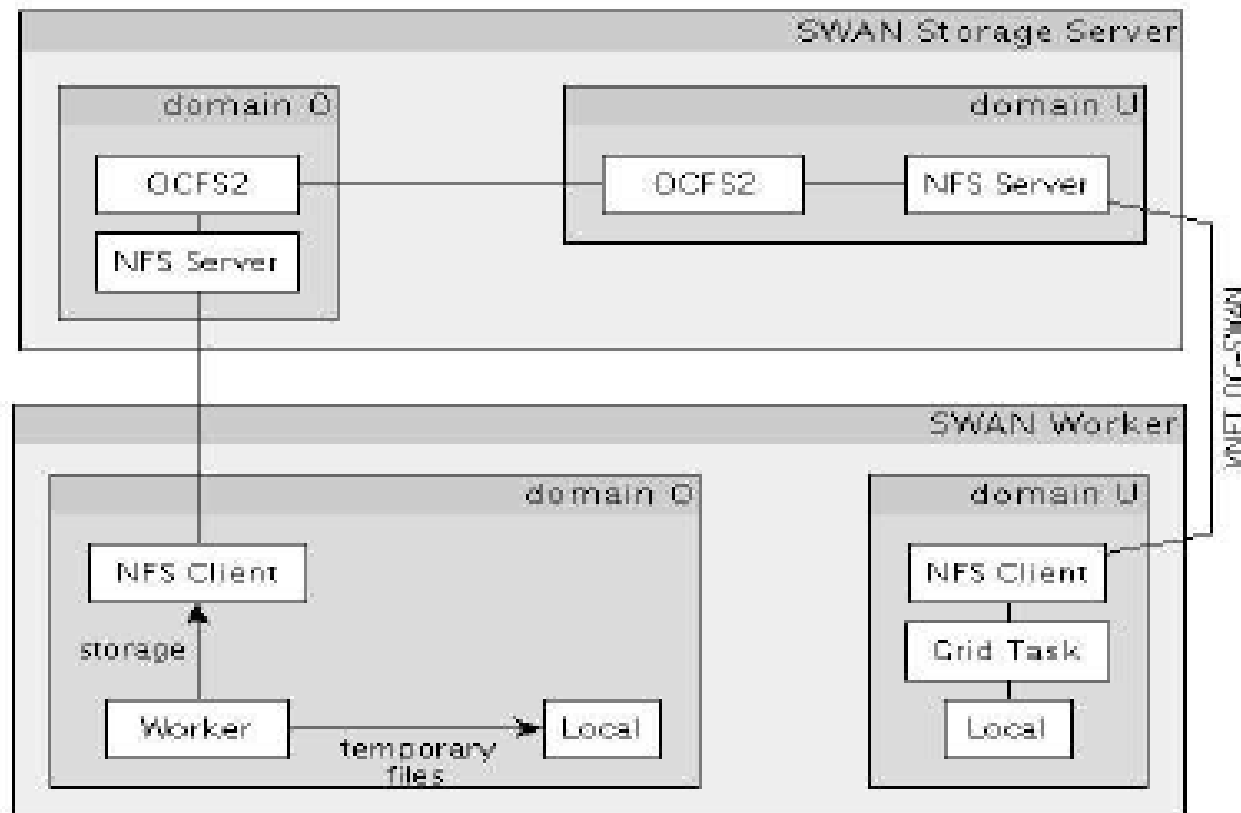 SWAN Storage Server
domain 0
domain U
OCFS2
OCFS2
NFS Server
NFS Server
SWAN Worker
domain 0
domain U
NFS Client
NFS Client
storage
Grid Task
Worker
temporary
files
Local
Local